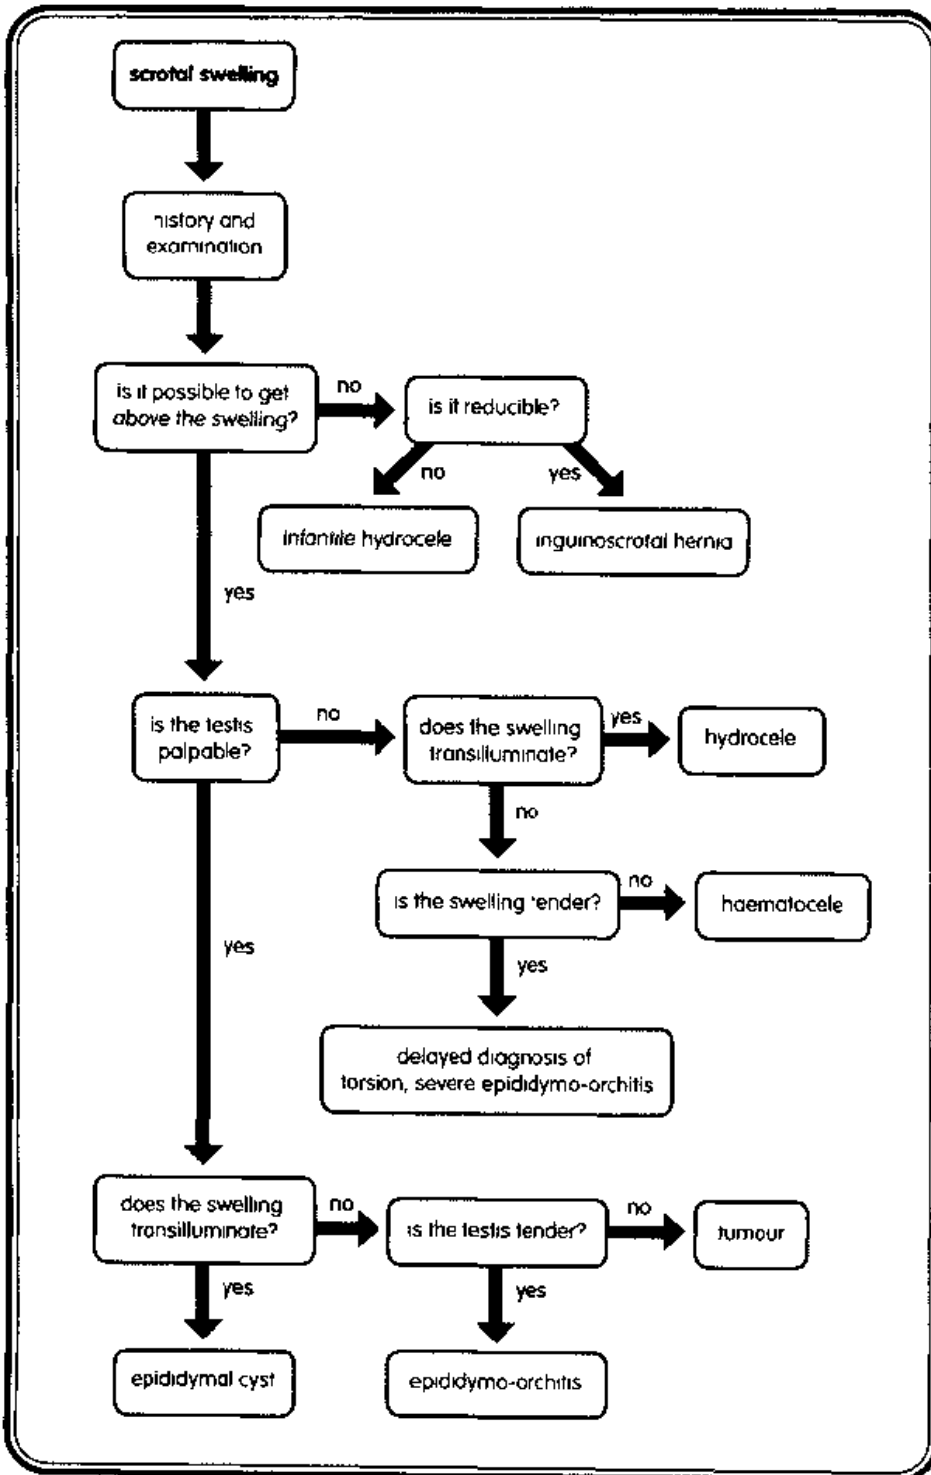 scrotal swelling
history and
examination
is it possible to get
above the swelling?
no
is it reducible?
no
yes
infantile hydrocele
inguinoscrotal hernia
yes
is the testis
palpable?
no
does the swelling
transilluminate?
yes
hydrocele
no
is the swelling tender?
no
haematocele
yes
yes
delayed diagnosis of
torsion, severe epididymo-orchitis
does the swelling
transilluminate?
no
is the testis tender?
no
tumour
yes
yes
epididymal cyst
epididymo-orchitis